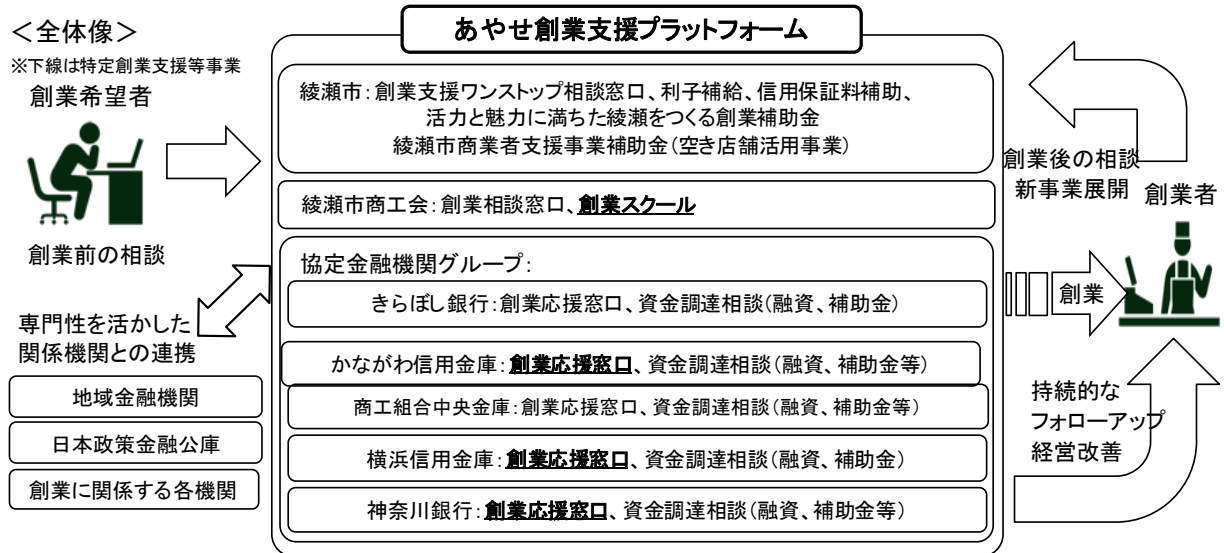 ＜全体像＞
※下線は特定創業支援等事業
創業希望者
創業前の相談
専門性を活かした
関係機関との連携
地域金融機関
日本政策金融公庫
創業に関係する各機関
あやせ創業支援プラットフォーム
綾瀬市：創業支援ワンストップ相談窓口、利子補給、信用保証料補助、
活力と魅力に満ちた綾瀬をつくる創業補助金
綾瀬市商業者支援事業補助金（空き店舗活用事業）
綾瀬市商工会：創業相談窓口、創業スクール
協定金融機関グループ：
きらぼし銀行：創業応援窓口、資金調達相談（融資、補助金）
かながわ信用金庫：創業応援窓口、資金調達相談（融資、補助金等）
商工組合中央金庫：創業応援窓口、資金調達相談（融資、補助金等）
横浜信用金庫：創業応援窓口、資金調達相談（融資、補助金）
神奈川銀行：創業応援窓口、資金調達相談（融資、補助金等）
創業後の相談
新事業展開
創業者
創業
持続的な
フォローアップ
経営改善